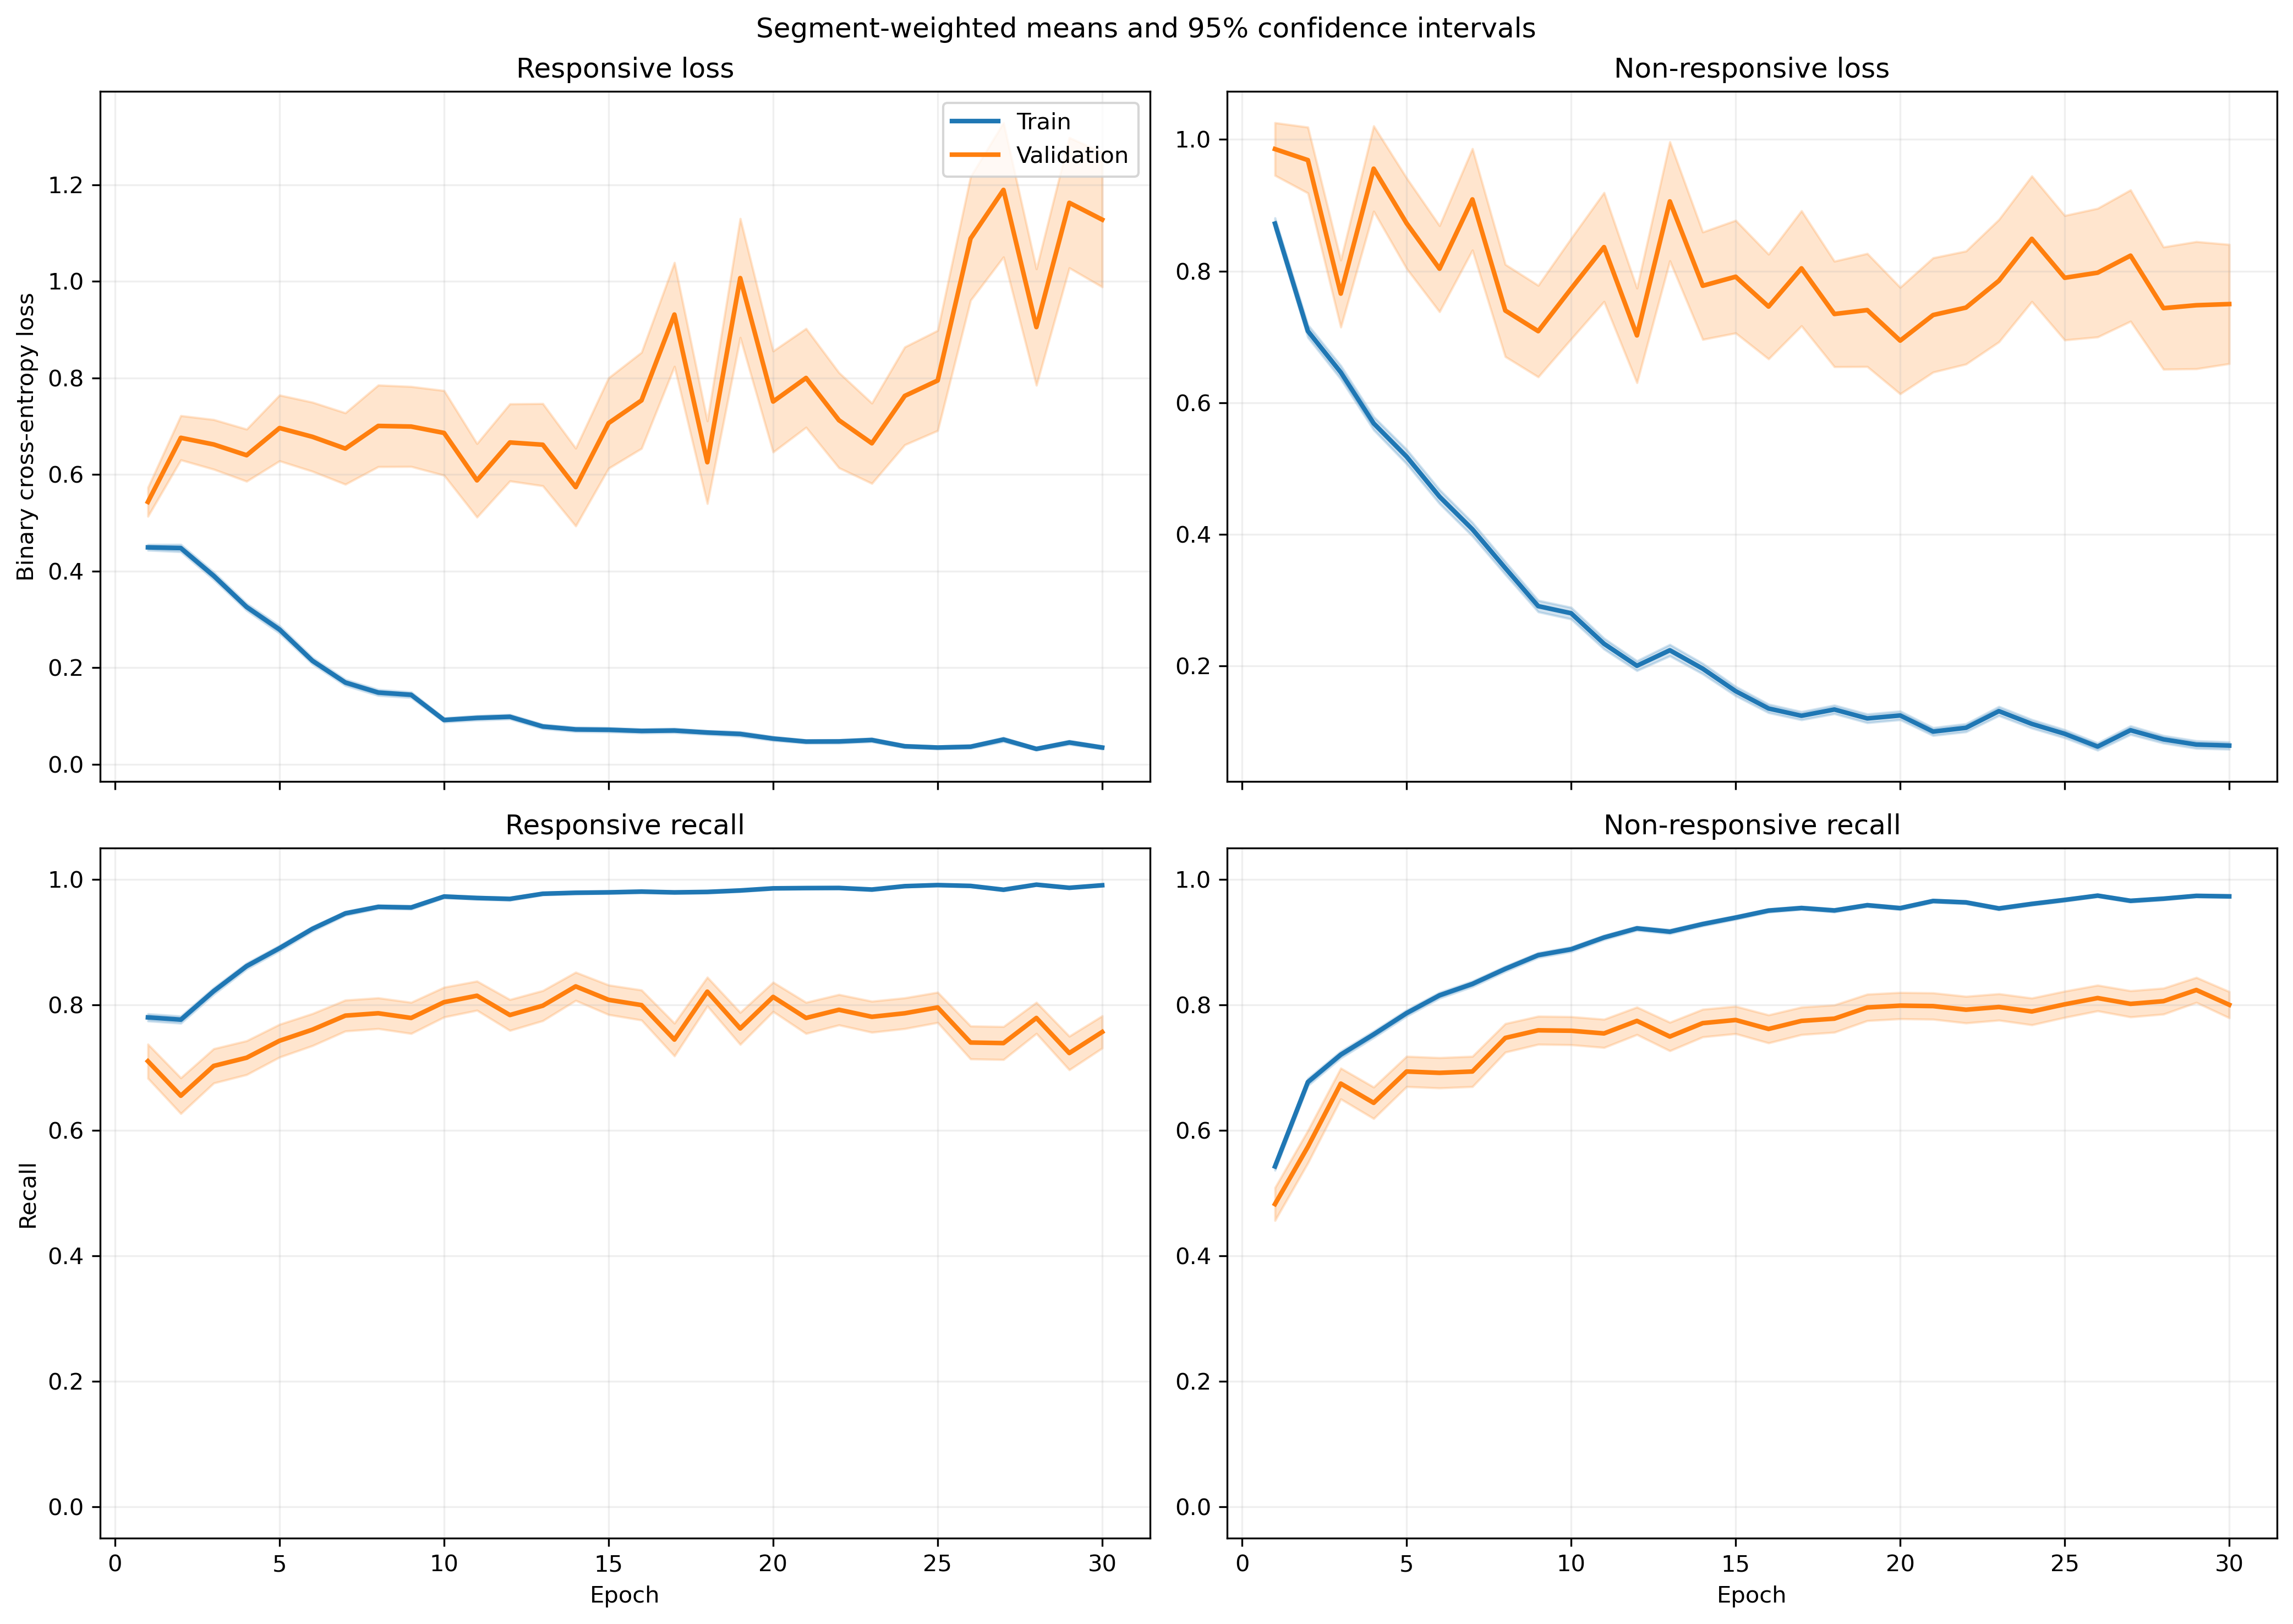 Segment-weighted means and 95% confidence intervals
Responsive loss
Non-responsive loss
Train
Validation
Binary cross-entropy loss
1.2
1.0
0.8
0.6
0.4
0.2
0.0
1.0
0.8
0.6
0.4
0.2
Responsive recall
Non-responsive recall
Recall
1.0
0.8
0.6
0.4
0.2
0.0
0 5 10 15 20 25 30
Epoch
1.0
0.8
0.6
0.4
0.2
0.0
0 5 10 15 20 25 30
Epoch